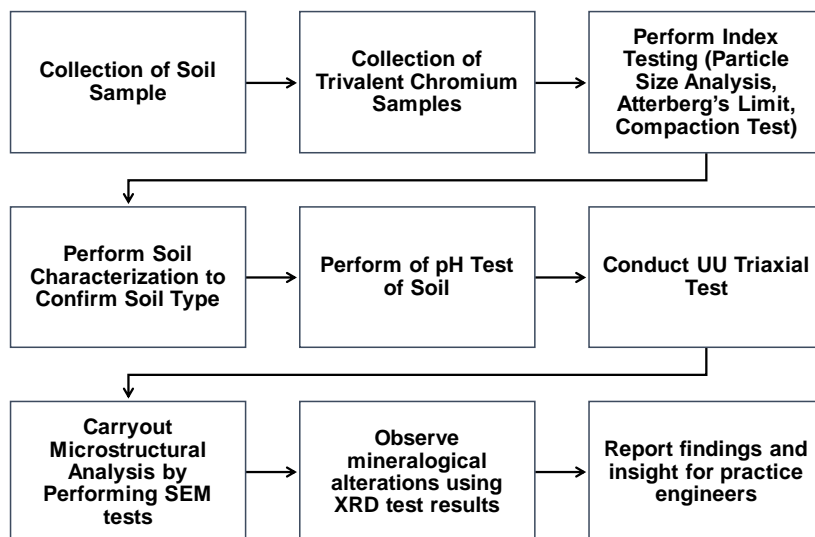 Collection of Soil
Sample
Collection of
Trivalent Chromium
Samples
Perform Index
Testing (Particle
Size Analysis,
Atterberg’s Limit,
Compaction Test)
Perform Soil
Characterization to
Confirm Soil Type
Perform of pH Test
of Soil
Conduct UU Triaxial
Test
Carryout
Microstructural
Analysis by
Performing SEM
tests
Observe
mineralogical
alterations using
XRD test results
Report findings and
insight for practice
engineers